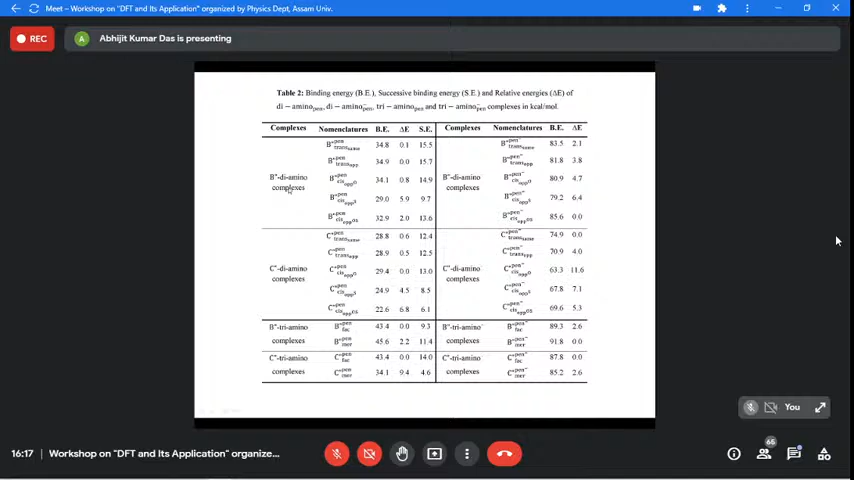 Meet – Workshop on "DFT and Its Application" organized by Physics Dept, Assam Univ.
REC
A
Abhijit Kumar Das is presenting
Table 2: Binding energy (B.E.), Successive binding energy (S.E.) and Relative energies (ΔE) of
di − amino_pen, di − amino⁻_pen, tri − amino_pen and tri − amino⁻_pen complexes in kcal/mol.
Complexes Nomenclatures B.E. ΔE S.E. Complexes Nomenclatures B.E. ΔE
34.8 0.1 15.5 83.5 2.1
34.9 0.0 15.7 81.8 3.8
B"-di-amino 34.1 0.8 14.9 B"-di-amino 80.9 4.7
complexes 29.0 5.9 9.7 complexes 79.2 6.4
32.9 2.0 13.6 85.6 0.0
28.8 0.6 12.4 74.9 0.0
28.9 0.5 12.5 70.9 4.0
C"-di-amino 29.4 0.0 13.0 C"-di-amino 63.3 11.6
complexes 24.9 4.5 8.5 complexes 67.8 7.1
22.6 6.8 6.1 69.6 5.3
B"-tri-amino 43.4 0.0 9.3 B"-tri-amino 89.3 2.6
complexes 45.6 2.2 11.4 complexes 91.8 0.0
C"-tri-amino 43.4 0.0 14.0 C"-tri-amino 87.8 0.0
complexes 34.1 9.4 4.6 complexes 85.2 2.6
You
16:17 Workshop on "DFT and Its Application" organize...
65